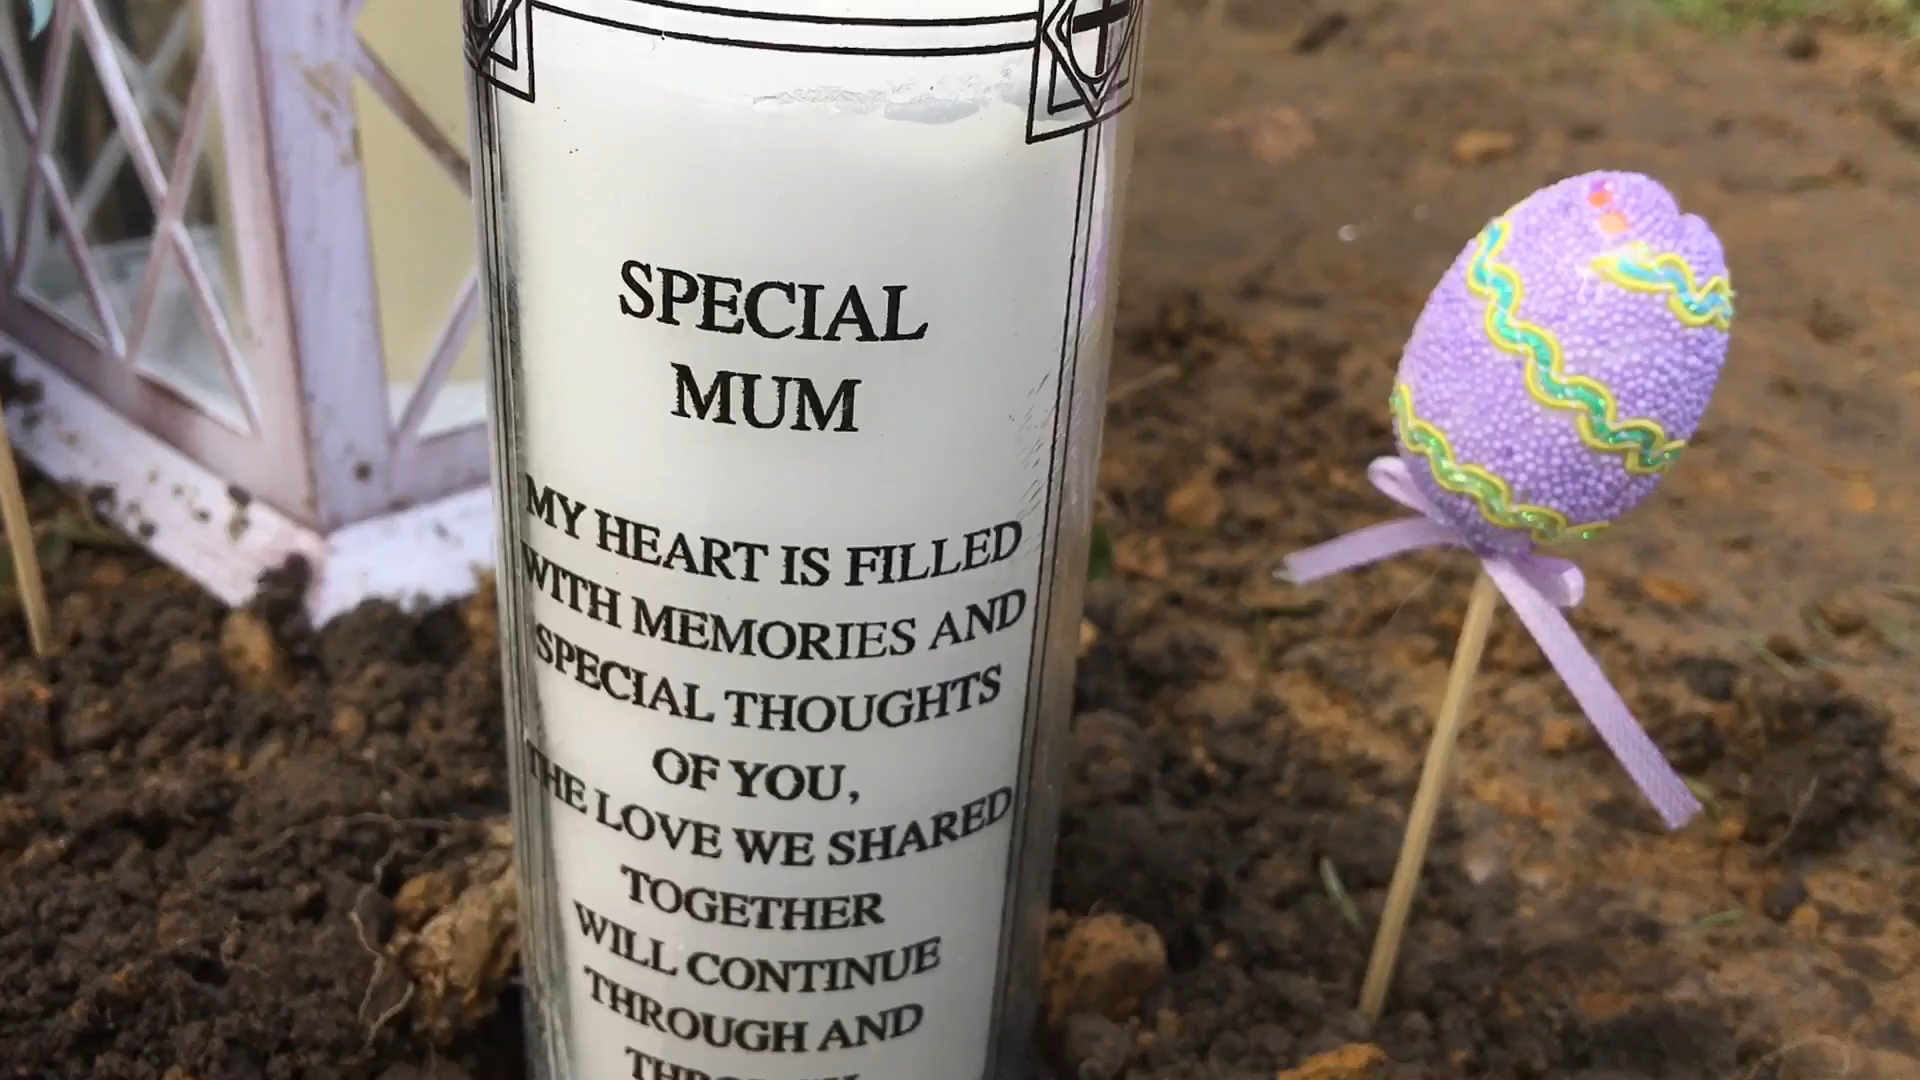 SPECIAL
MUM
MY HEART IS FILLED
WITH MEMORIES AND
SPECIAL THOUGHTS
OF YOU,
THE LOVE WE SHARED
TOGETHER
WILL CONTINUE
THROUGH AND